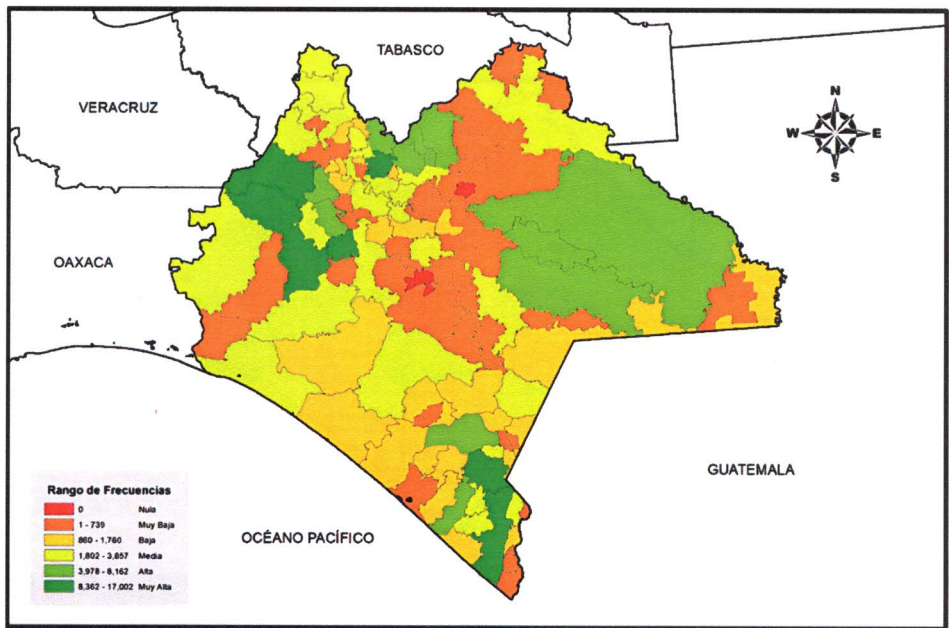 TABASCO
VERACRUZ
N
W E
S
OAXACA
GUATEMALA
OCÉANO PACÍFICO
Rango de Frecuencias
0 Nula
1 - 739 Muy Baja
860 - 1,760 Baja
1,802 - 3,857 Media
3,978 - 8,162 Alta
8,362 - 17,002 Muy Alta